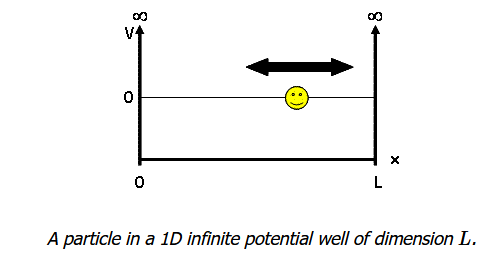 ∞ ∞
V
0
x
0 L
A particle in a 1D infinite potential well of dimension L.